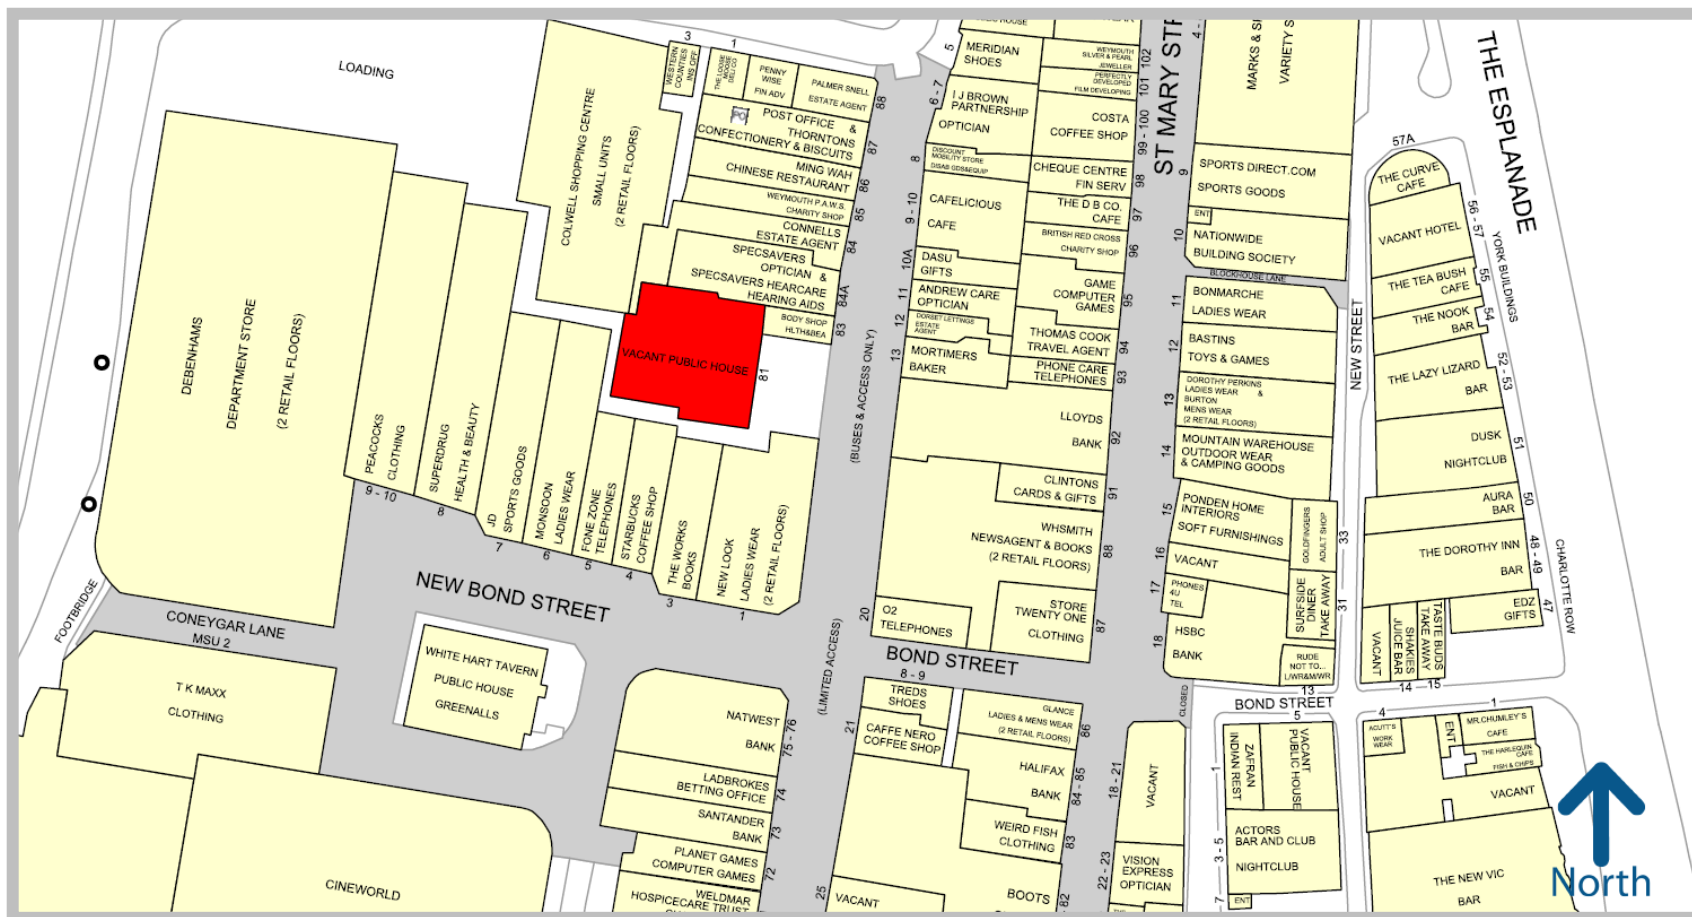 LOADING
3
WESTERN
COUNTIES
INS OFF
1
THE LOOSE
MOOSE
DELI CO
PENNY
WISE
FIN ADV
PALMER SNELL
ESTATE AGENT
88
COLWELL SHOPPING CENTRE
SMALL UNITS
(2 RETAIL FLOORS)
PO
POST OFFICE &
THORNTONS
CONFECTIONERY & BISCUITS
87
MING WAH
CHINESE RESTAURANT
86
WEYMOUTH P.A.W.S.
CHARITY SHOP
85
CONNELLS
ESTATE AGENT
84
SPECSAVERS
OPTICIAN &
SPECSAVERS HEARCARE
HEARING AIDS
84A
BODY SHOP
HLTH&BEA
83
VACANT PUBLIC HOUSE
81
DEBENHAMS
DEPARTMENT STORE
(2 RETAIL FLOORS)
PEACOCKS
CLOTHING
9 - 10
SUPERDRUG
HEALTH & BEAUTY
8
JD
SPORTS GOODS
7
MONSOON
LADIES WEAR
6
FONE ZONE
TELEPHONES
5
STARBUCKS
COFFEE SHOP
4
THE WORKS
BOOKS
3
NEW LOOK
LADIES WEAR
(2 RETAIL FLOORS)
1
NEW BOND STREET
FOOTBRIDGE
CONEYGAR LANE
MSU 2
T K MAXX
CLOTHING
WHITE HART TAVERN
PUBLIC HOUSE
GREENALLS
CINEWORLD
NATWEST
BANK
75 - 76
LADBROKES
BETTING OFFICE
74
SANTANDER
BANK
73
PLANET GAMES
COMPUTER GAMES
72
WELDMAR
HOSPICECARE TRUST
(BUSES & ACCESS ONLY)
(LIMITED ACCESS)
5
MERIDIAN
SHOES
6 - 7
I J BROWN
PARTNERSHIP
OPTICIAN
8
DISCOUNT
MOBILITY STORE
DISAB GDS&EQUIP
9 - 10
CAFELICIOUS
CAFE
10A
DASU
GIFTS
11
ANDREW CARE
OPTICIAN
12
DORSET LETTINGS
ESTATE
AGENT
13
MORTIMERS
BAKER
WEYMOUTH
SILVER & PEARL
JEWELLER
102
PERFECTLY
DEVELOPED
FILM DEVELOPING
101
COSTA
COFFEE SHOP
99 - 100
CHEQUE CENTRE
FIN SERV
98
THE D B CO.
CAFE
97
BRITISH RED CROSS
CHARITY SHOP
96
GAME
COMPUTER
GAMES
95
THOMAS COOK
TRAVEL AGENT
94
PHONE CARE
TELEPHONES
93
LLOYDS
BANK
92
CLINTONS
CARDS & GIFTS
91
WHSMITH
NEWSAGENT & BOOKS
(2 RETAIL FLOORS)
88
20
O2
TELEPHONES
STORE
TWENTY ONE
CLOTHING
87
BOND STREET
8 - 9
TREDS
SHOES
21
CAFFE NERO
COFFEE SHOP
GLANCE
LADIES & MENS WEAR
(2 RETAIL FLOORS)
86
HALIFAX
BANK
84 - 85
WEIRD FISH
CLOTHING
83
BOOTS
82
25
VACANT
ST MARY STR
MARKS & S
VARIETY S
9
SPORTS DIRECT.COM
SPORTS GOODS
ENT
10
NATIONWIDE
BUILDING SOCIETY
BLOCKHOUSE LANE
11
BONMARCHE
LADIES WEAR
12
BASTINS
TOYS & GAMES
13
DOROTHY PERKINS
LADIES WEAR &
BURTON
MENS WEAR
(2 RETAIL FLOORS)
14
MOUNTAIN WAREHOUSE
OUTDOOR WEAR
& CAMPING GOODS
15
PONDEN HOME
INTERIORS
SOFT FURNISHINGS
GOLDFINGERS
ADULT SHOP
33
16
VACANT
17
PHONES
4U
TEL
SURFSIDE
DINER
TAKE AWAY
31
18
HSBC
BANK
RUDE
NOT TO...
L/WR&M/WR
13
CLOSED
BOND STREET
5
18 - 21
VACANT
22 - 23
VISION
EXPRESS
OPTICIAN
1
ZAFRAN
INDIAN REST
VACANT
PUBLIC HOUSE
3 - 5
ACTORS
BAR AND CLUB
NIGHTCLUB
7
ENT
NEW STREET
THE ESPLANADE
57A
THE CURVE
CAFE
VACANT HOTEL
56 - 57
YORK BUILDINGS
THE TEA BUSH
CAFE
55
THE NOOK
BAR
54
THE LAZY LIZARD
BAR
52 - 53
DUSK
NIGHTCLUB
51
AURA
BAR
50
THE DOROTHY INN
BAR
48 - 49
CHARLOTTE ROW
EDZ
GIFTS
47
VACANT
SHAKIES
JUICE BAR
TASTE BUDS
TAKE AWAY
14
15
4
ACUTT'S
WORK
WEAR
ENT
1
MR.CHUMLEY'S
CAFE
THE HARLEQUIN
CAFE
FISH & CHIPS
VACANT
THE NEW VIC
BAR
North